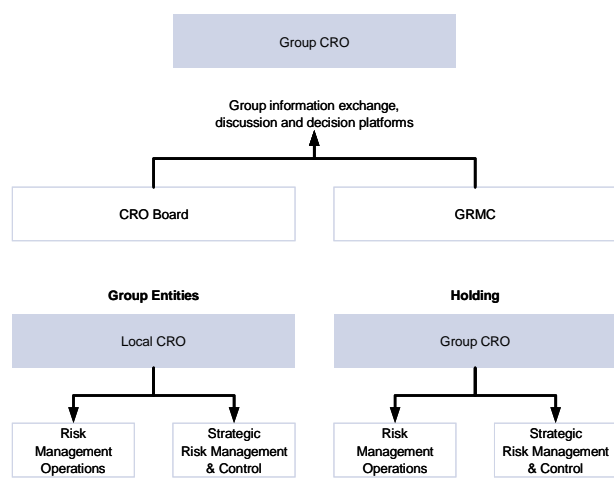 Group CRO
Group information exchange,
discussion and decision platforms
CRO Board
GRMC
Group Entities
Holding
Local CRO
Group CRO
Risk
Management
Operations
Strategic
Risk Management
& Control
Risk
Management
Operations
Strategic
Risk Management
& Control